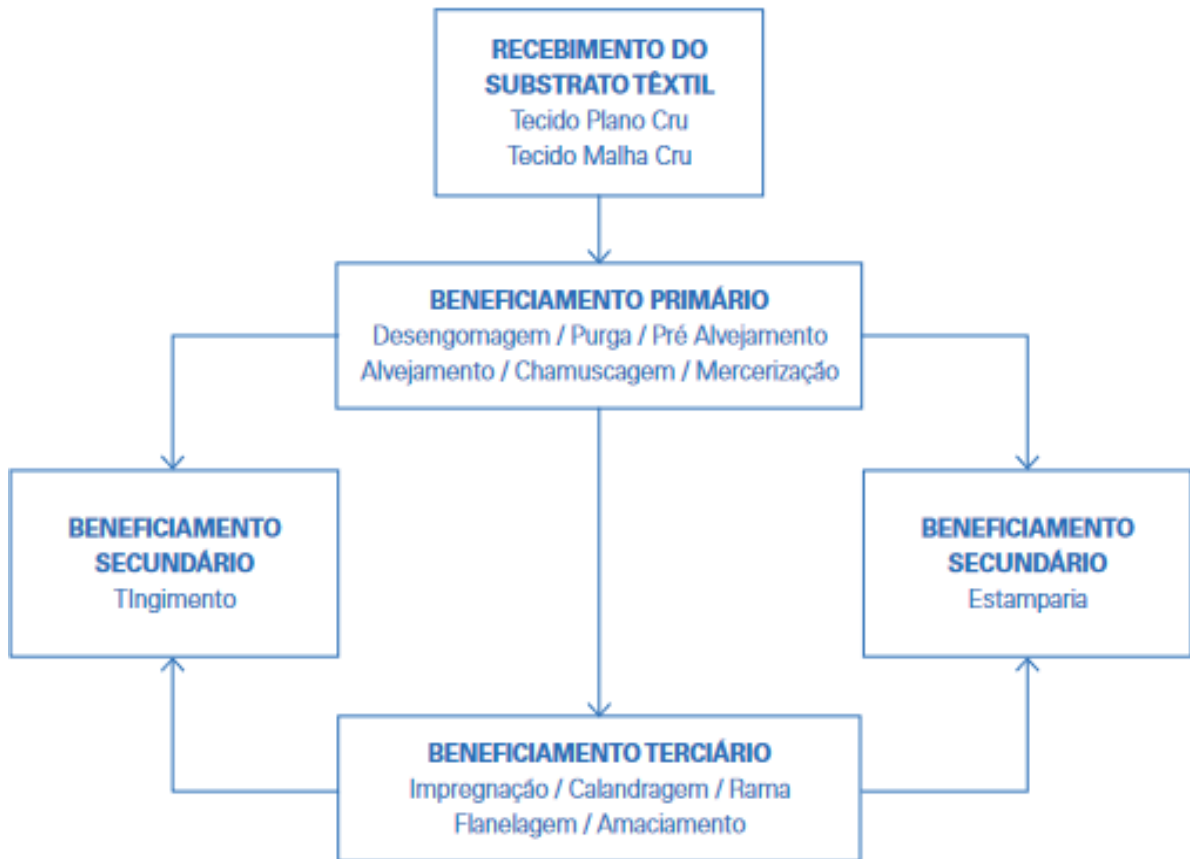 RECEBIMENTO DO
SUBSTRATO TÊXTIL
Tecido Plano Cru
Tecido Malha Cru
BENEFICIAMENTO PRIMÁRIO
Desengomagem / Purga / Pré Alvejamento
Alvejamento / Chamuscagem / Mercerização
BENEFICIAMENTO
SECUNDÁRIO
TIngimento
BENEFICIAMENTO
SECUNDÁRIO
Estamparia
BENEFICIAMENTO TERCIÁRIO
Impregnação / Calandragem / Rama
Flanelagem / Amaciamento